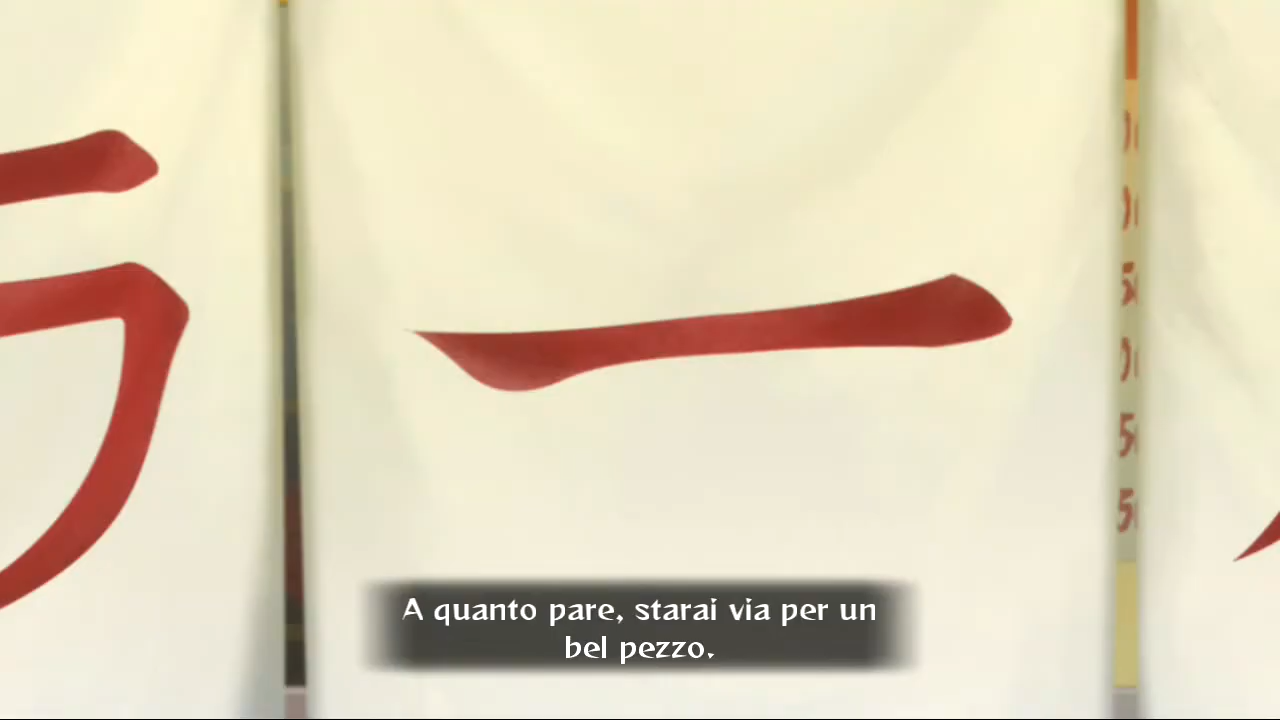 ラー
A quanto pare, starai via per un
bel pezzo.